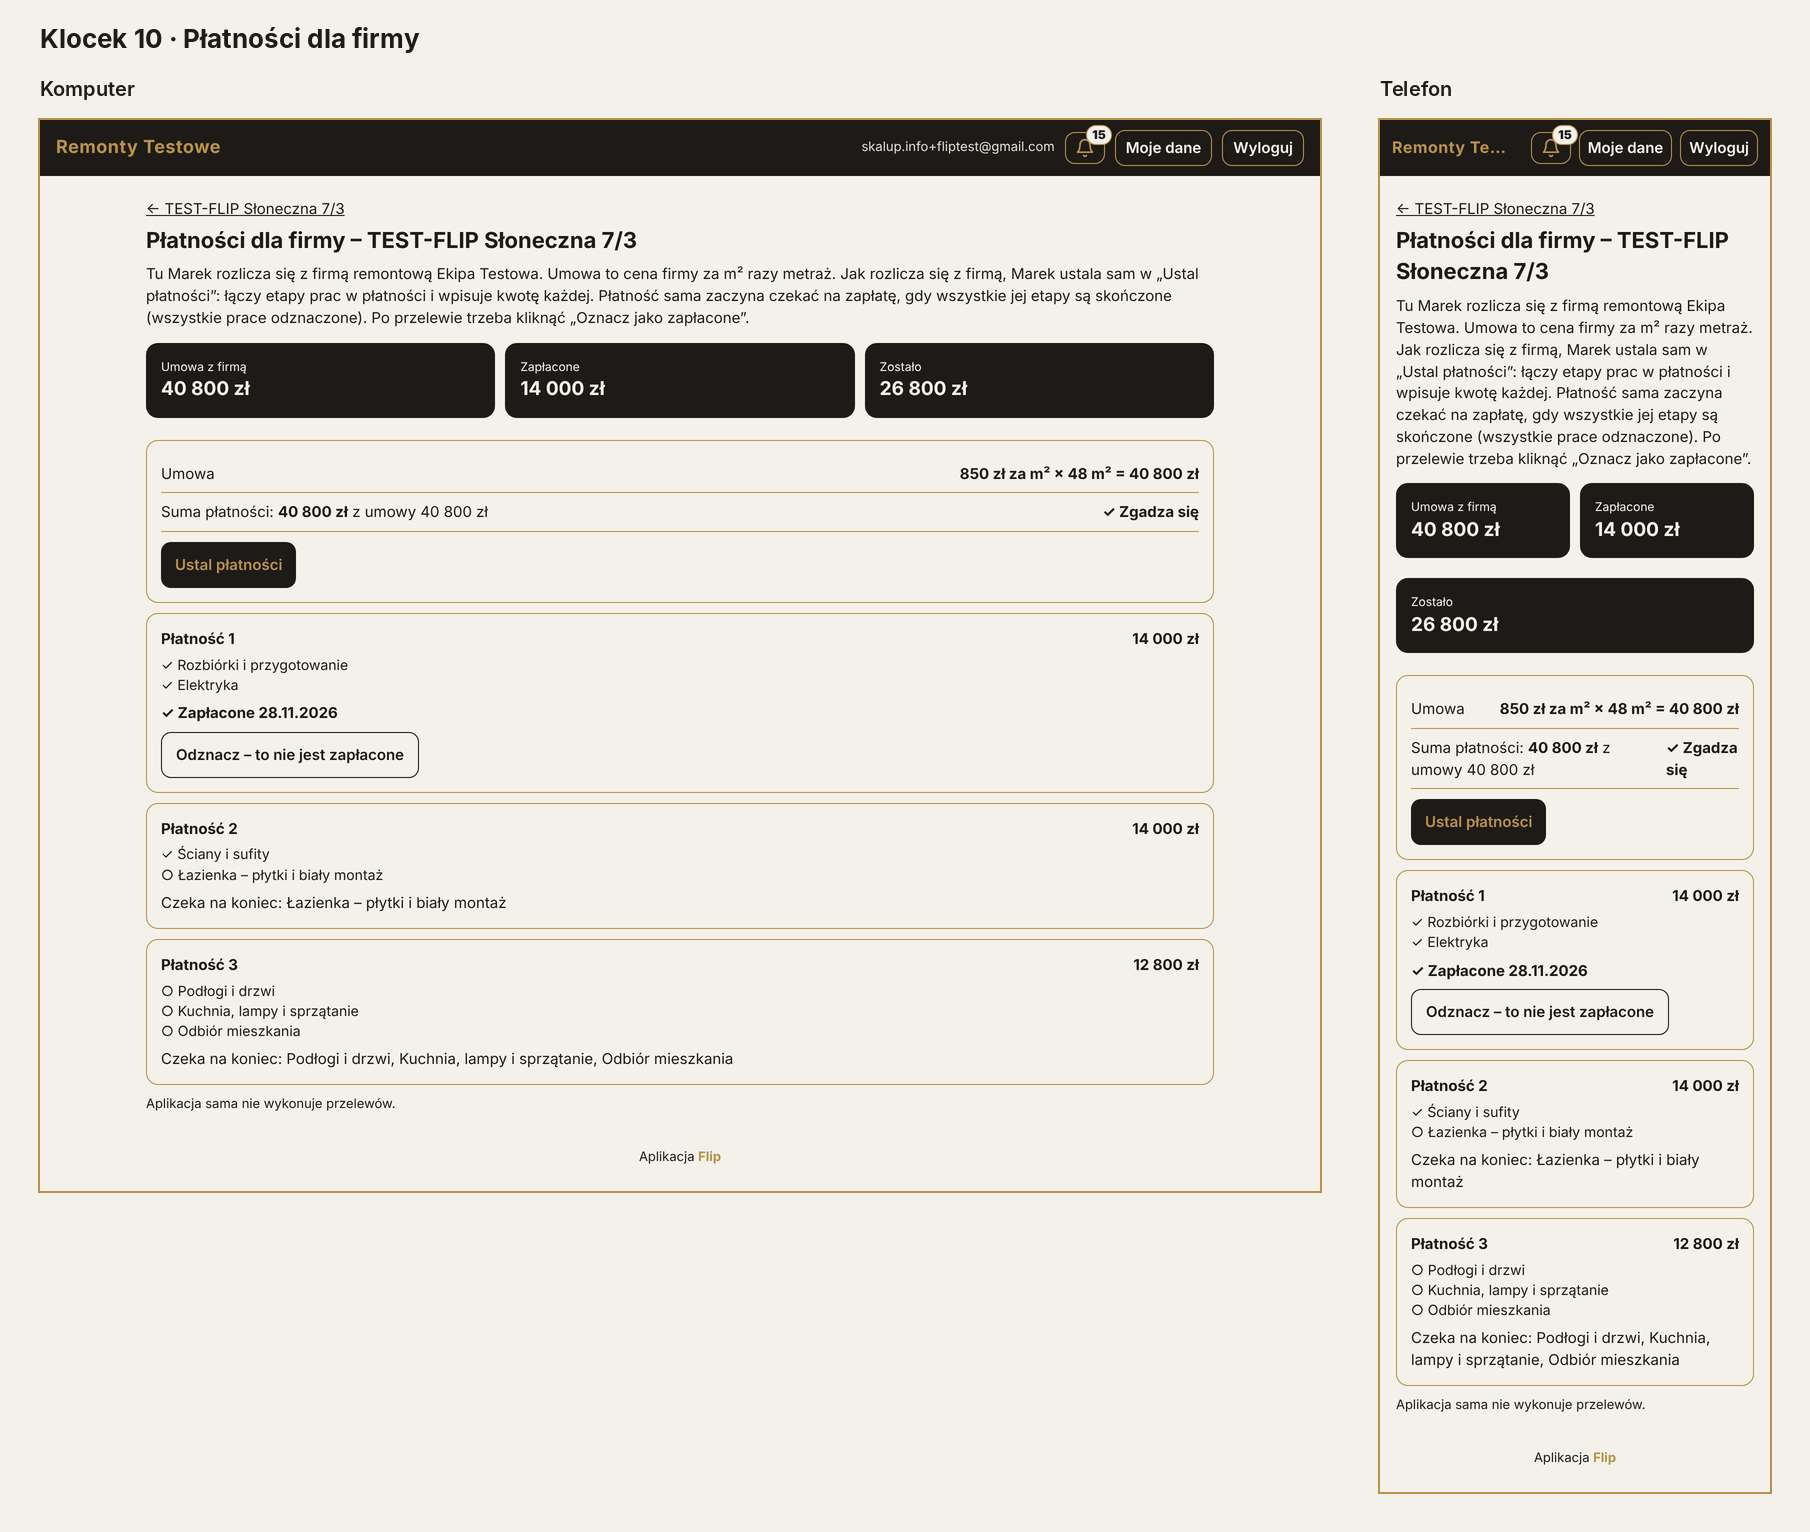 Klocek 10 · Płatności dla firmy
Komputer
Remonty Testowe
skalup.info+fliptest@gmail.com
15
Moje dane
Wyloguj
← TEST-FLIP Słoneczna 7/3
Płatności dla firmy – TEST-FLIP Słoneczna 7/3
Tu Marek rozlicza się z firmą remontową Ekipa Testowa. Umowa to cena firmy za m² razy metraż. Jak rozlicza się z firmą, Marek ustala sam w „Ustal
płatności”: łączy etapy prac w płatności i wpisuje kwotę każdej. Płatność sama zaczyna czekać na zapłatę, gdy wszystkie jej etapy są skończone
(wszystkie prace odznaczone). Po przelewie trzeba kliknąć „Oznacz jako zapłacone”.
Umowa z firmą
40 800 zł
Zapłacone
14 000 zł
Zostało
26 800 zł
Umowa
850 zł za m² × 48 m² = 40 800 zł
Suma płatności: 40 800 zł z umowy 40 800 zł
✓ Zgadza się
Ustal płatności
Płatność 1
14 000 zł
✓ Rozbiórki i przygotowanie
✓ Elektryka
✓ Zapłacone 28.11.2026
Odznacz – to nie jest zapłacone
Płatność 2
14 000 zł
✓ Ściany i sufity
○ Łazienka – płytki i biały montaż
Czeka na koniec: Łazienka – płytki i biały montaż
Płatność 3
12 800 zł
○ Podłogi i drzwi
○ Kuchnia, lampy i sprzątanie
○ Odbiór mieszkania
Czeka na koniec: Podłogi i drzwi, Kuchnia, lampy i sprzątanie, Odbiór mieszkania
Aplikacja sama nie wykonuje przelewów.
Aplikacja Flip
Telefon
Remonty Te...
15
Moje dane
Wyloguj
← TEST-FLIP Słoneczna 7/3
Płatności dla firmy – TEST-FLIP
Słoneczna 7/3
Tu Marek rozlicza się z firmą remontową Ekipa
Testowa. Umowa to cena firmy za m² razy metraż.
Jak rozlicza się z firmą, Marek ustala sam w
„Ustal płatności”: łączy etapy prac w płatności i
wpisuje kwotę każdej. Płatność sama zaczyna
czekać na zapłatę, gdy wszystkie jej etapy są
skończone (wszystkie prace odznaczone). Po
przelewie trzeba kliknąć „Oznacz jako zapłacone”.
Umowa z firmą
40 800 zł
Zapłacone
14 000 zł
Zostało
26 800 zł
Umowa
850 zł za m² × 48 m² = 40 800 zł
Suma płatności: 40 800 zł z
umowy 40 800 zł
✓ Zgadza
się
Ustal płatności
Płatność 1
14 000 zł
✓ Rozbiórki i przygotowanie
✓ Elektryka
✓ Zapłacone 28.11.2026
Odznacz – to nie jest zapłacone
Płatność 2
14 000 zł
✓ Ściany i sufity
○ Łazienka – płytki i biały montaż
Czeka na koniec: Łazienka – płytki i biały
montaż
Płatność 3
12 800 zł
○ Podłogi i drzwi
○ Kuchnia, lampy i sprzątanie
○ Odbiór mieszkania
Czeka na koniec: Podłogi i drzwi, Kuchnia,
lampy i sprzątanie, Odbiór mieszkania
Aplikacja sama nie wykonuje przelewów.
Aplikacja Flip